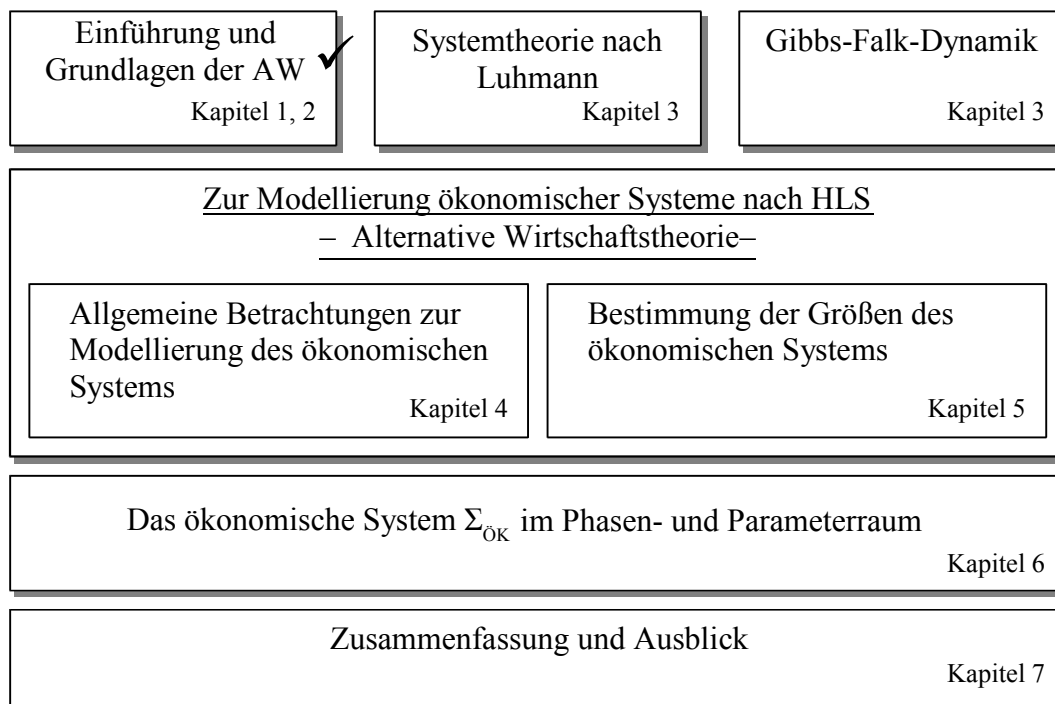 Einführung und
Grundlagen der AW ✓
Kapitel 1, 2
Systemtheorie nach
Luhmann
Kapitel 3
Gibbs-Falk-Dynamik
Kapitel 3
Zur Modellierung ökonomischer Systeme nach HLS
– Alternative Wirtschaftstheorie–
Allgemeine Betrachtungen zur
Modellierung des ökonomischen
Systems
Kapitel 4
Bestimmung der Größen des
ökonomischen Systems
Kapitel 5
Das ökonomische System Σ_ÖK im Phasen- und Parameterraum
Kapitel 6
Zusammenfassung und Ausblick
Kapitel 7